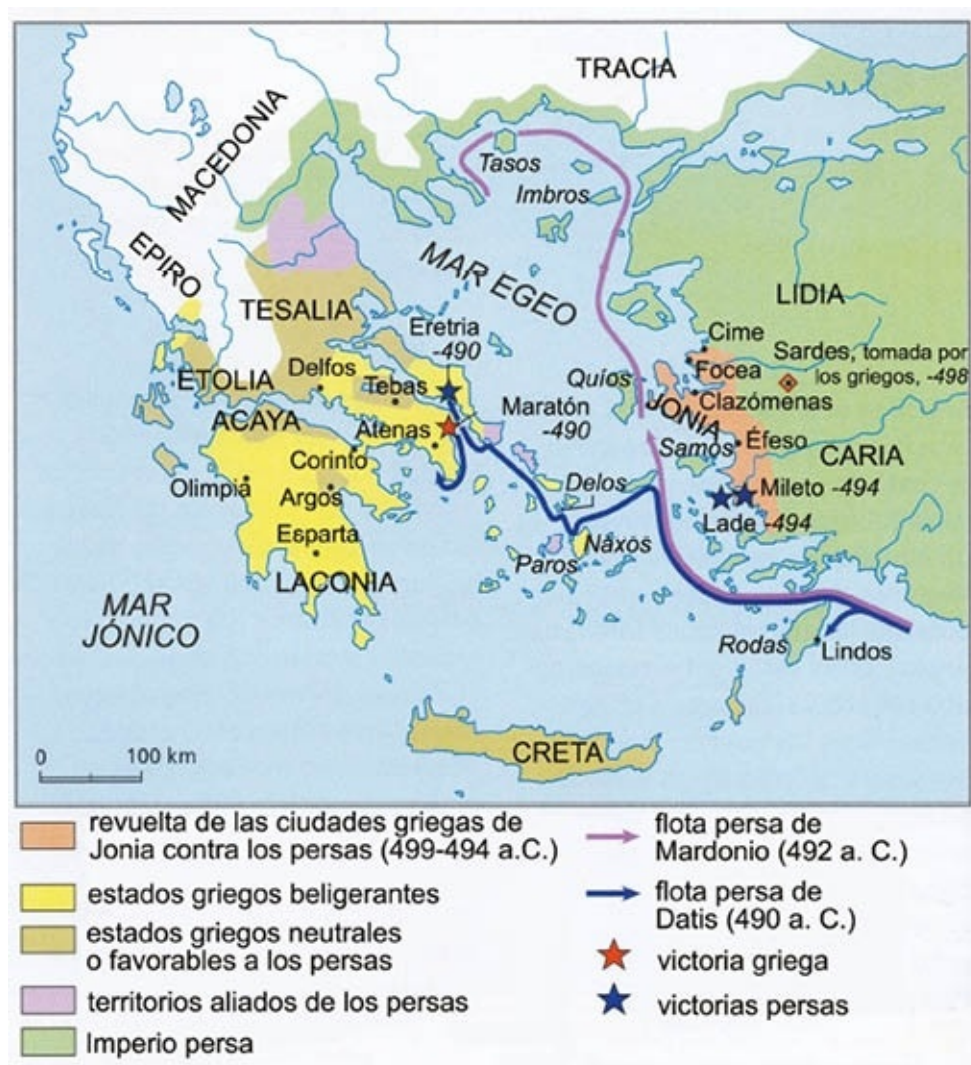 TRACIA
MACEDONIA
Tasos
Imbros
EPIRO
MAR EGEO
LIDIA
TESALIA
Eretria
-490
Cime
Sardes, tomada por
los griegos, -498
Focea
Delfos
ETOLIA
Tebas
Quíos
Clazómenas
JONIA
Maratón
-490
ACAYA
Atenas
Samos
Éfeso
CARIA
Corinto
Olimpia
Delos
Mileto -494
Argos
Lade -494
Esparta
Náxos
Paros
LACONIA
MAR
JÓNICO
Rodas
Lindos
CRETA
0 100 km
revuelta de las ciudades griegas de
Jonia contra los persas (499-494 a.C.)
estados griegos beligerantes
estados griegos neutrales
o favorables a los persas
territorios aliados de los persas
Imperio persa
flota persa de
Mardonio (492 a. C.)
flota persa de
Datis (490 a. C.)
victoria griega
victorias persas